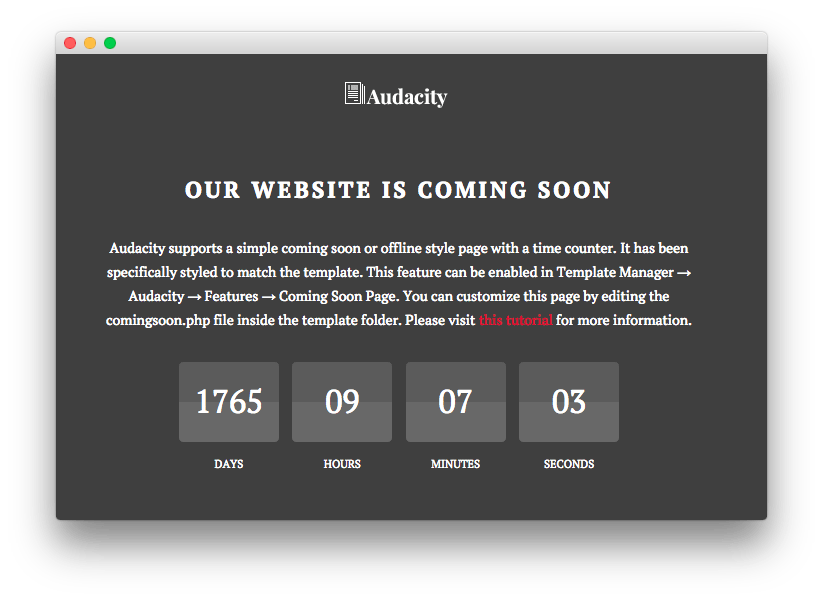 Audacity
OUR WEBSITE IS COMING SOON
Audacity supports a simple coming soon or offline style page with a time counter. It has been
specifically styled to match the template. This feature can be enabled in Template Manager →
Audacity → Features → Coming Soon Page. You can customize this page by editing the
comingsoon.php file inside the template folder. Please visit this tutorial for more information.
1765 09 07 03
DAYS HOURS MINUTES SECONDS